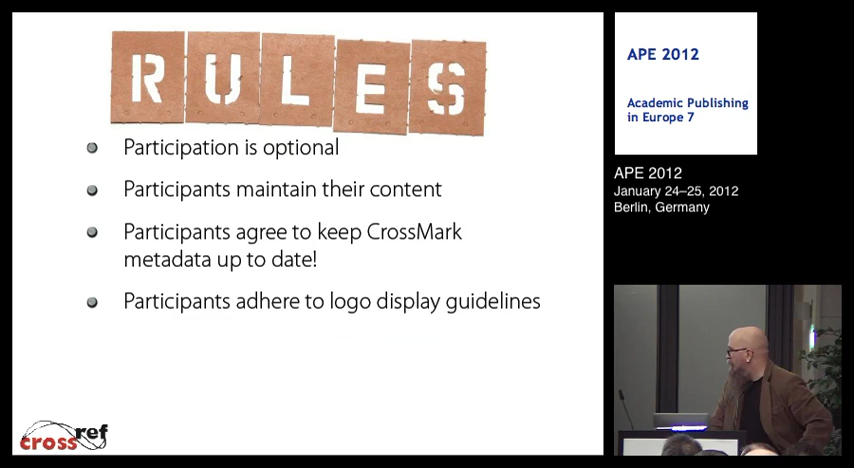 RULES
Participation is optional
Participants maintain their content
Participants agree to keep CrossMark
metadata up to date!
Participants adhere to logo display guidelines
crossref
APE 2012
Academic Publishing
in Europe 7
APE 2012
January 24–25, 2012
Berlin, Germany